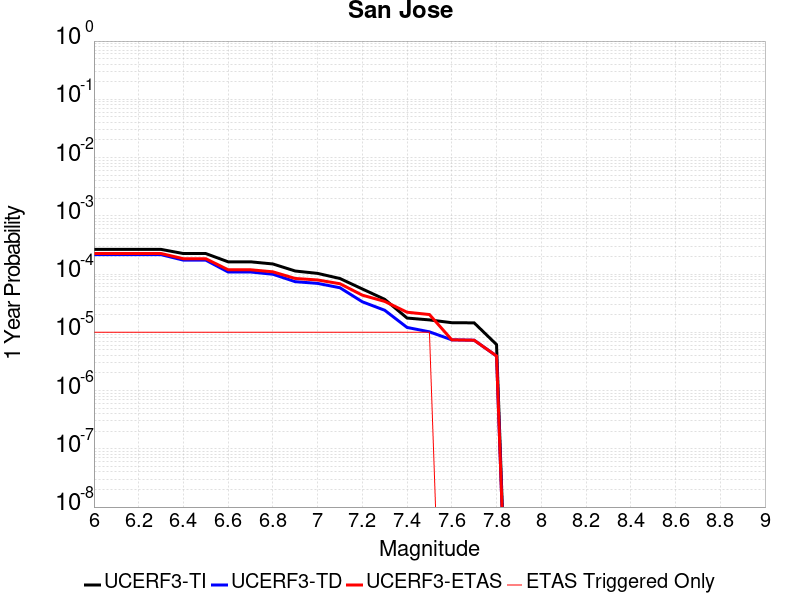 San Jose
10^0
10^-1
10^-2
10^-3
10^-4
10^-5
10^-6
10^-7
10^-8
1 Year Probability
6 6.2 6.4 6.6 6.8 7 7.2 7.4 7.6 7.8 8 8.2 8.4 8.6 8.8 9
Magnitude
UCERF3-TI UCERF3-TD UCERF3-ETAS ETAS Triggered Only